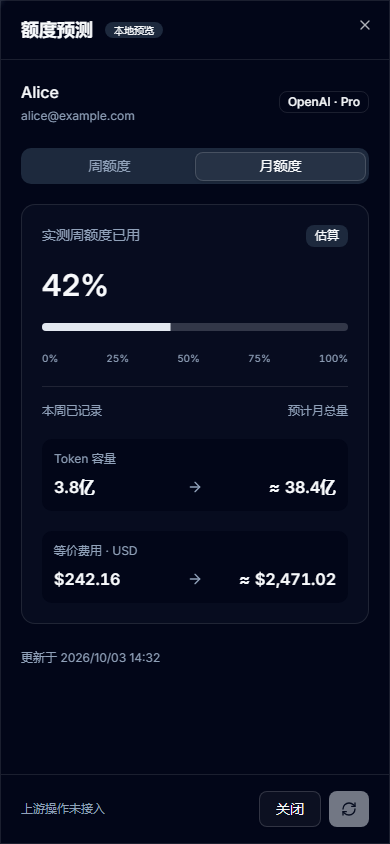 额度预测 本地预览
Alice
alice@example.com
OpenAI · Pro
周额度 月额度
实测周额度已用 估算
42%
0% 25% 50% 75% 100%
本周已记录 预计月总量
Token 容量
3.8亿 → ≈ 38.4亿
等价费用 · USD
$242.16 → ≈ $2,471.02
更新于 2026/10/03 14:32
上游操作未接入 关闭